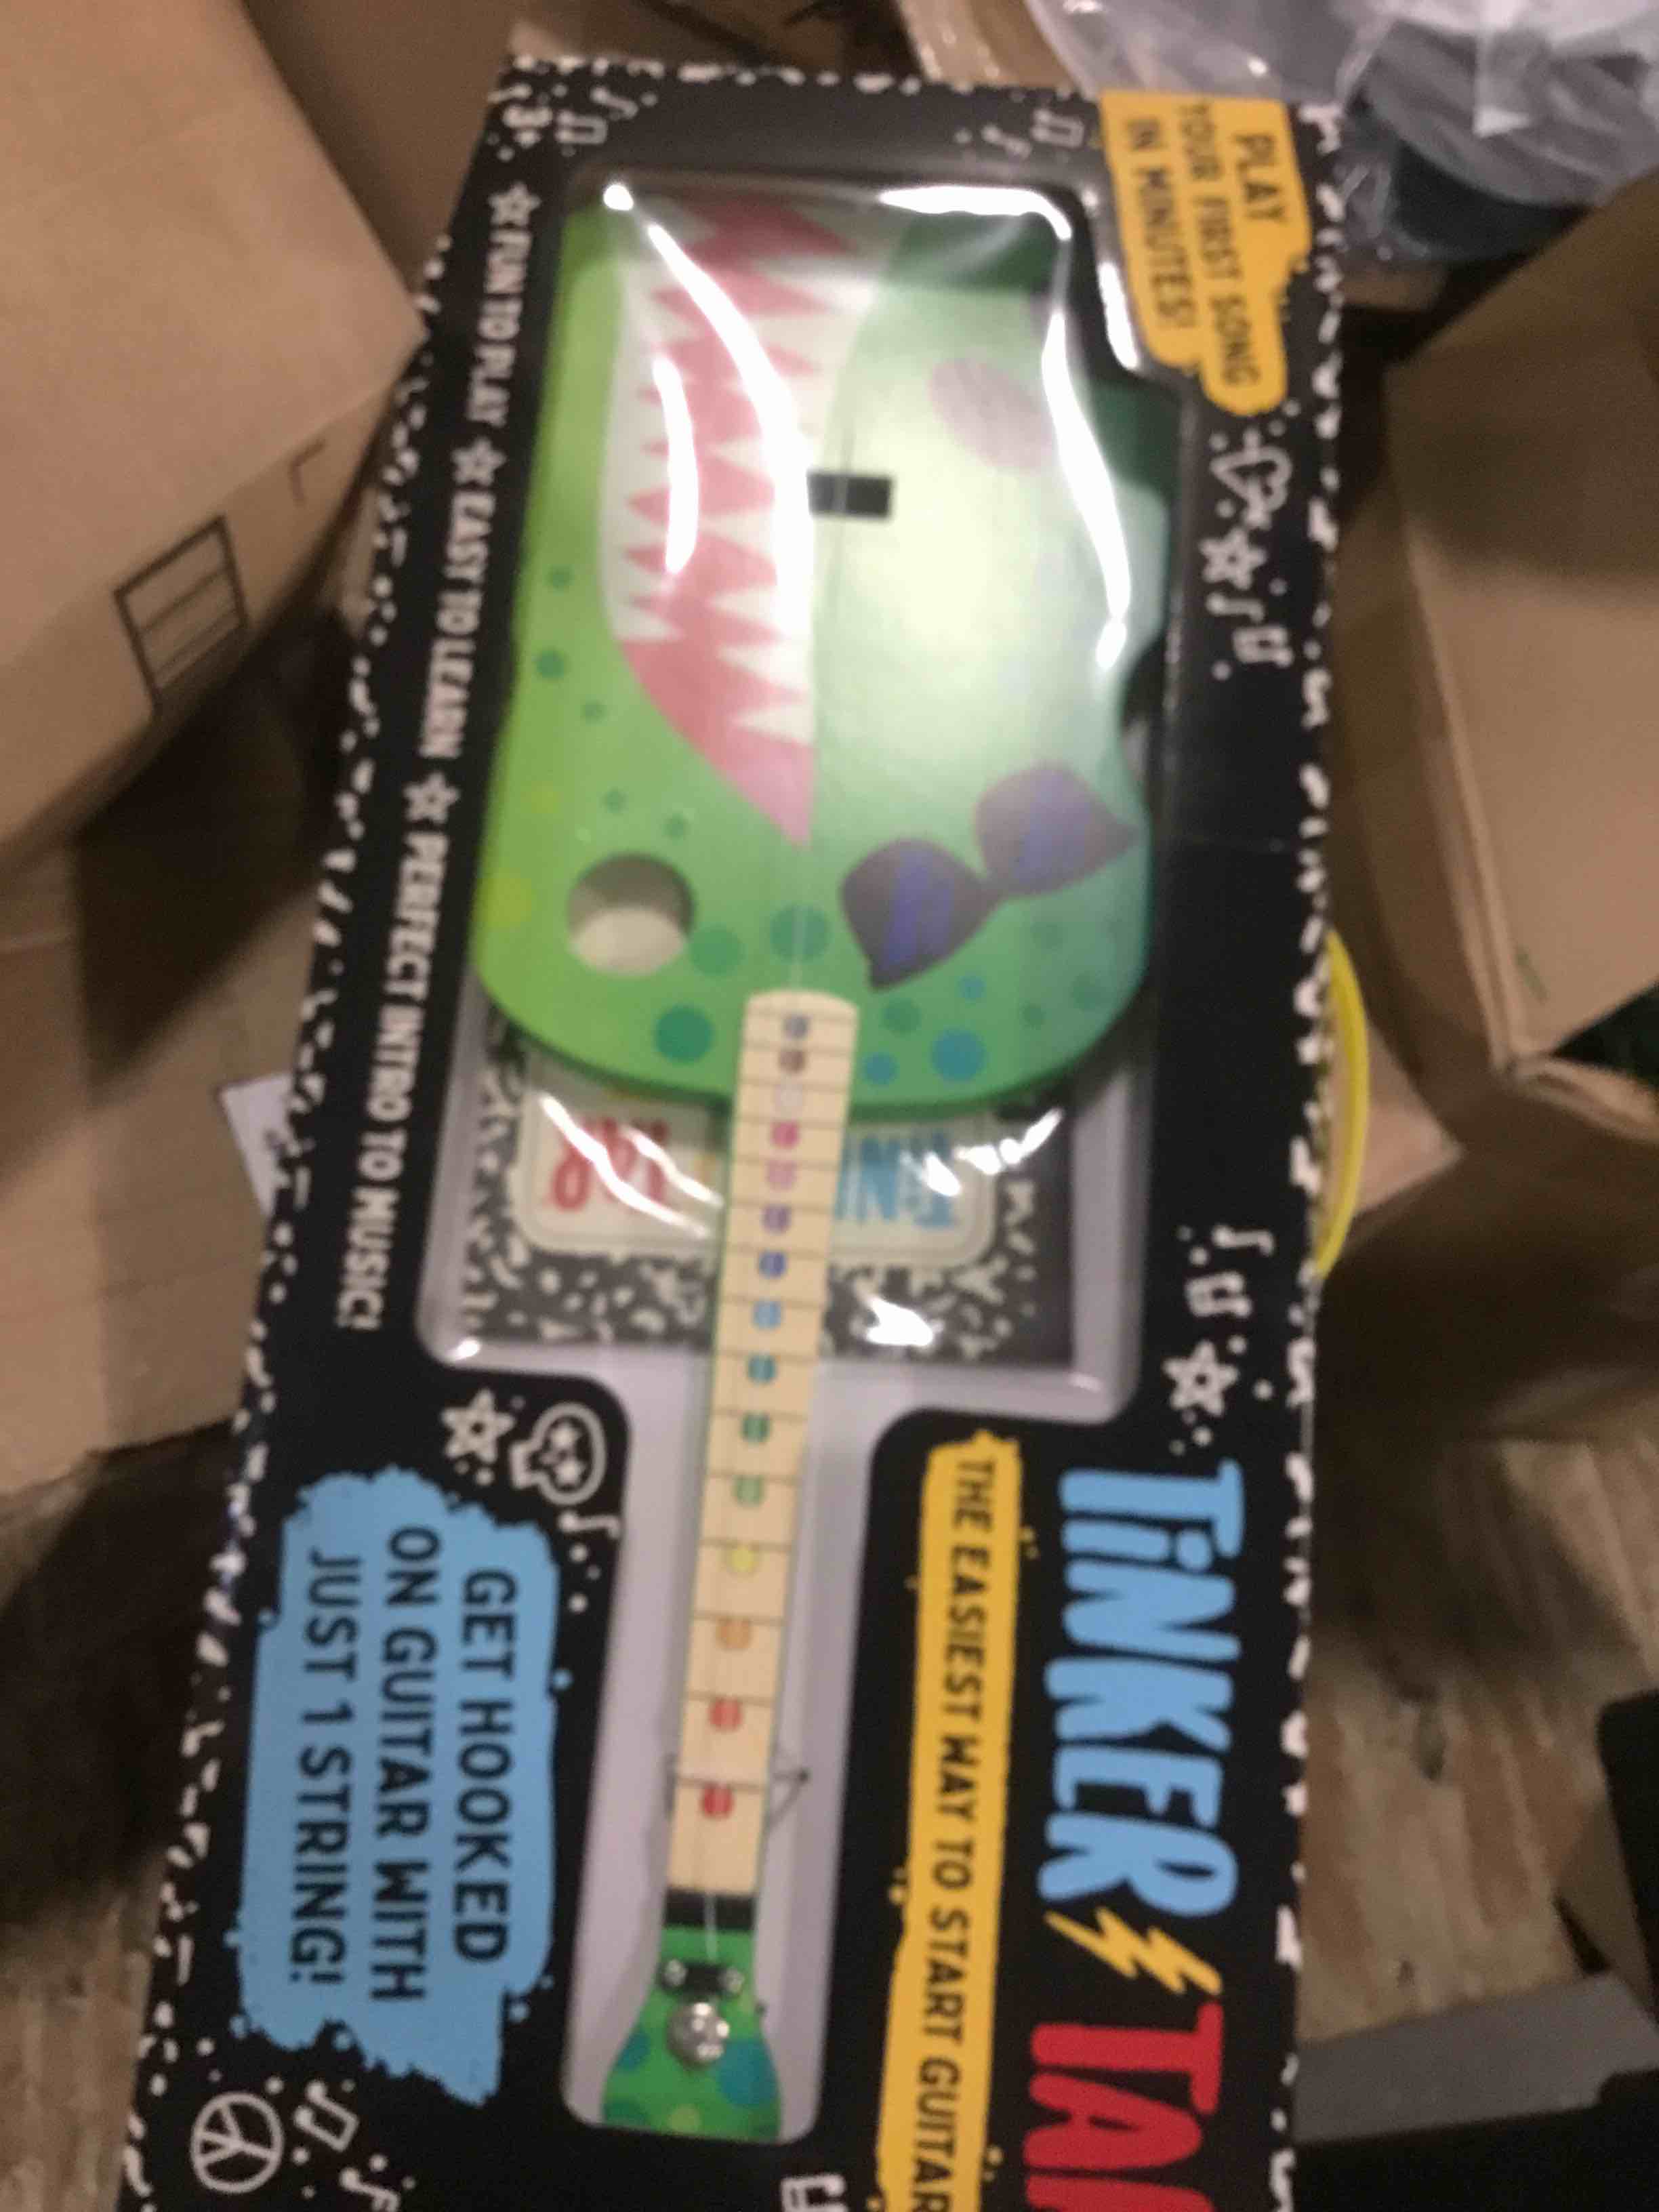 PLAY
YOUR FIRST SONG
IN MINUTES!
TiNKER TA
THE EASIEST WAY TO START GUITAR
☆ FUN TO PLAY ☆ EASY TO LEARN ☆ PERFECT INTRO TO MUSIC!
GET HOOKED
ON GUITAR WITH
JUST 1 STRING!